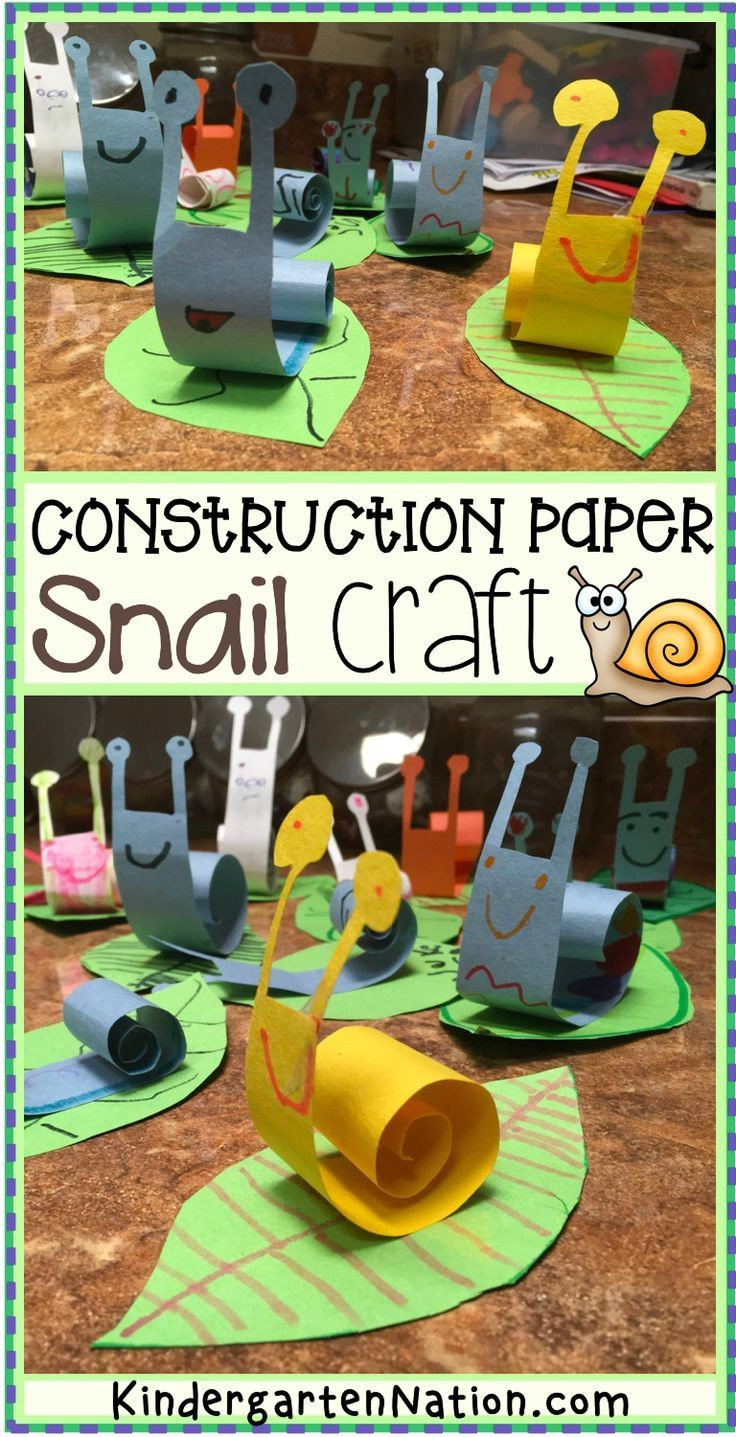 CONSTRUCTION PAPER
Snail Craft
KindergartenNation.com